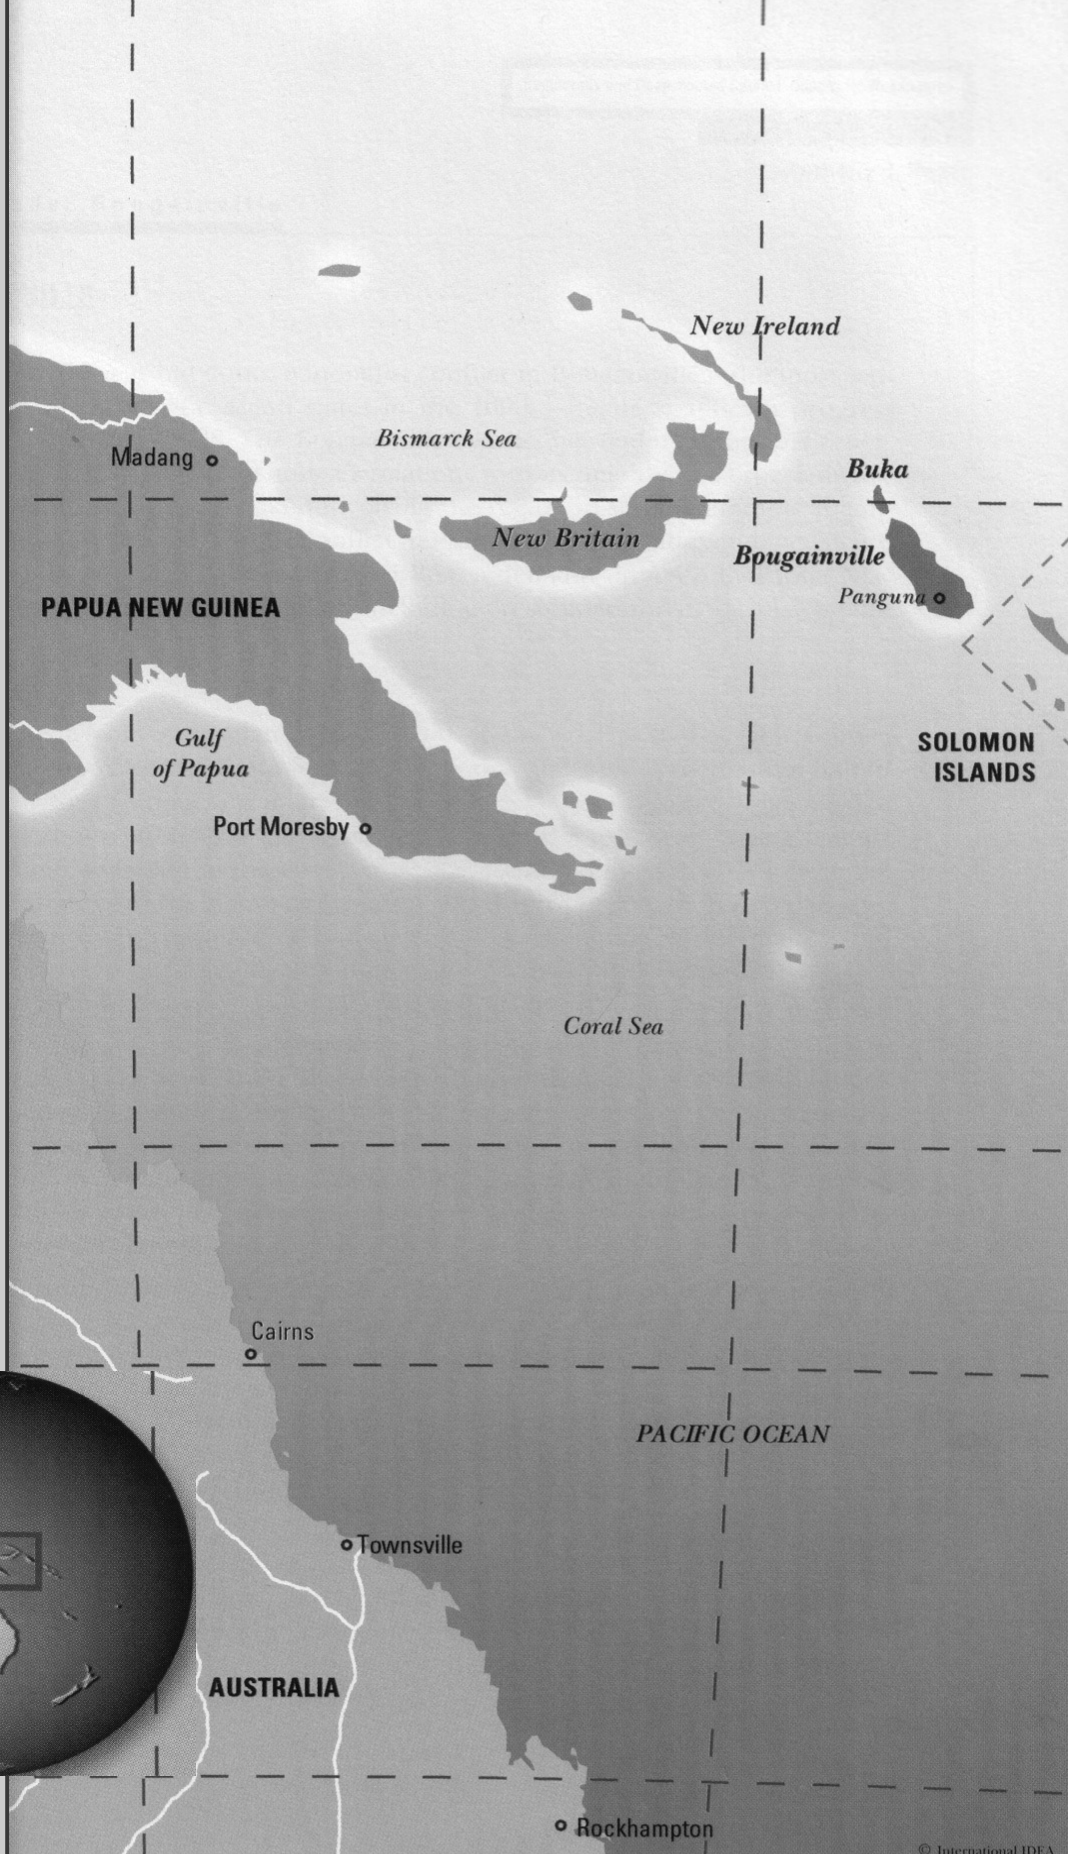 New Ireland
Bismarck Sea
Madang
Buka
New Britain
Bougainville
Panguna
PAPUA NEW GUINEA
Gulf
of Papua
SOLOMON
ISLANDS
Port Moresby
Coral Sea
Cairns
PACIFIC OCEAN
Townsville
AUSTRALIA
Rockhampton
© International IDEA